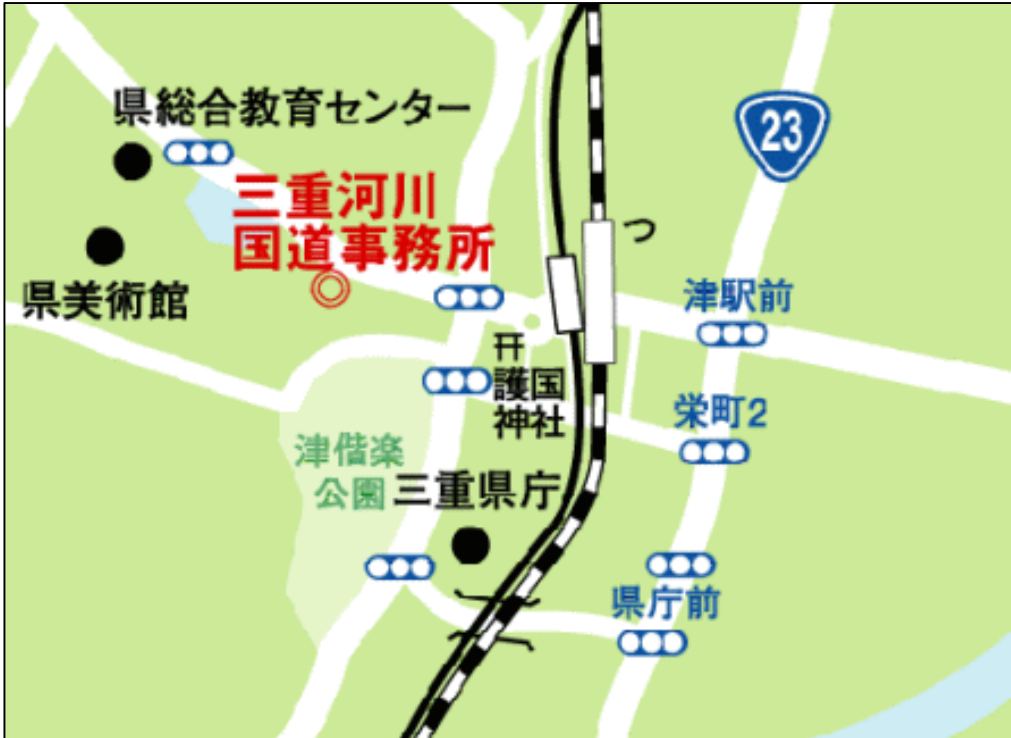 県総合教育センター
23
三重河川
国道事務所
つ
県美術館
津駅前
護国
神社
栄町2
津偕楽
公園
三重県庁
県庁前